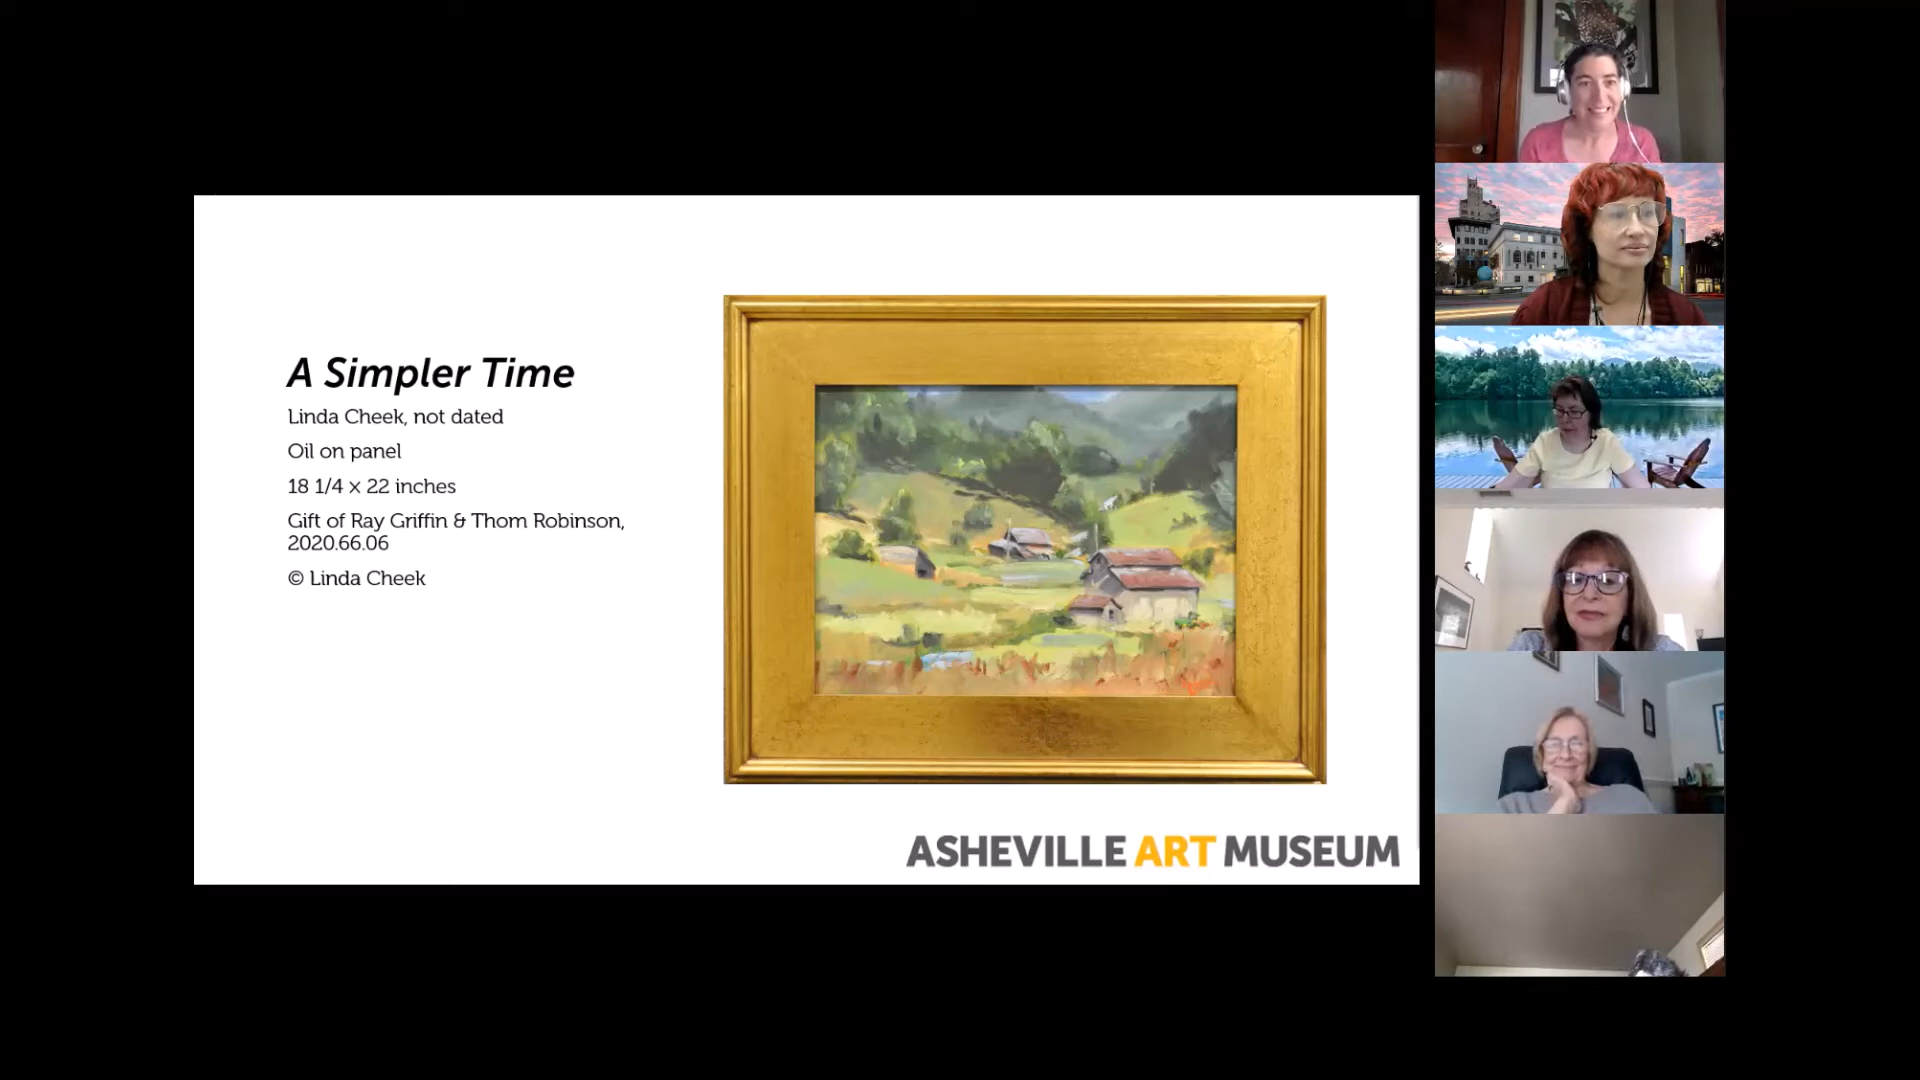 A Simpler Time
Linda Cheek, not dated
Oil on panel
18 1/4 × 22 inches
Gift of Ray Griffin & Thom Robinson,
2020.66.06
© Linda Cheek
ASHEVILLE ART MUSEUM